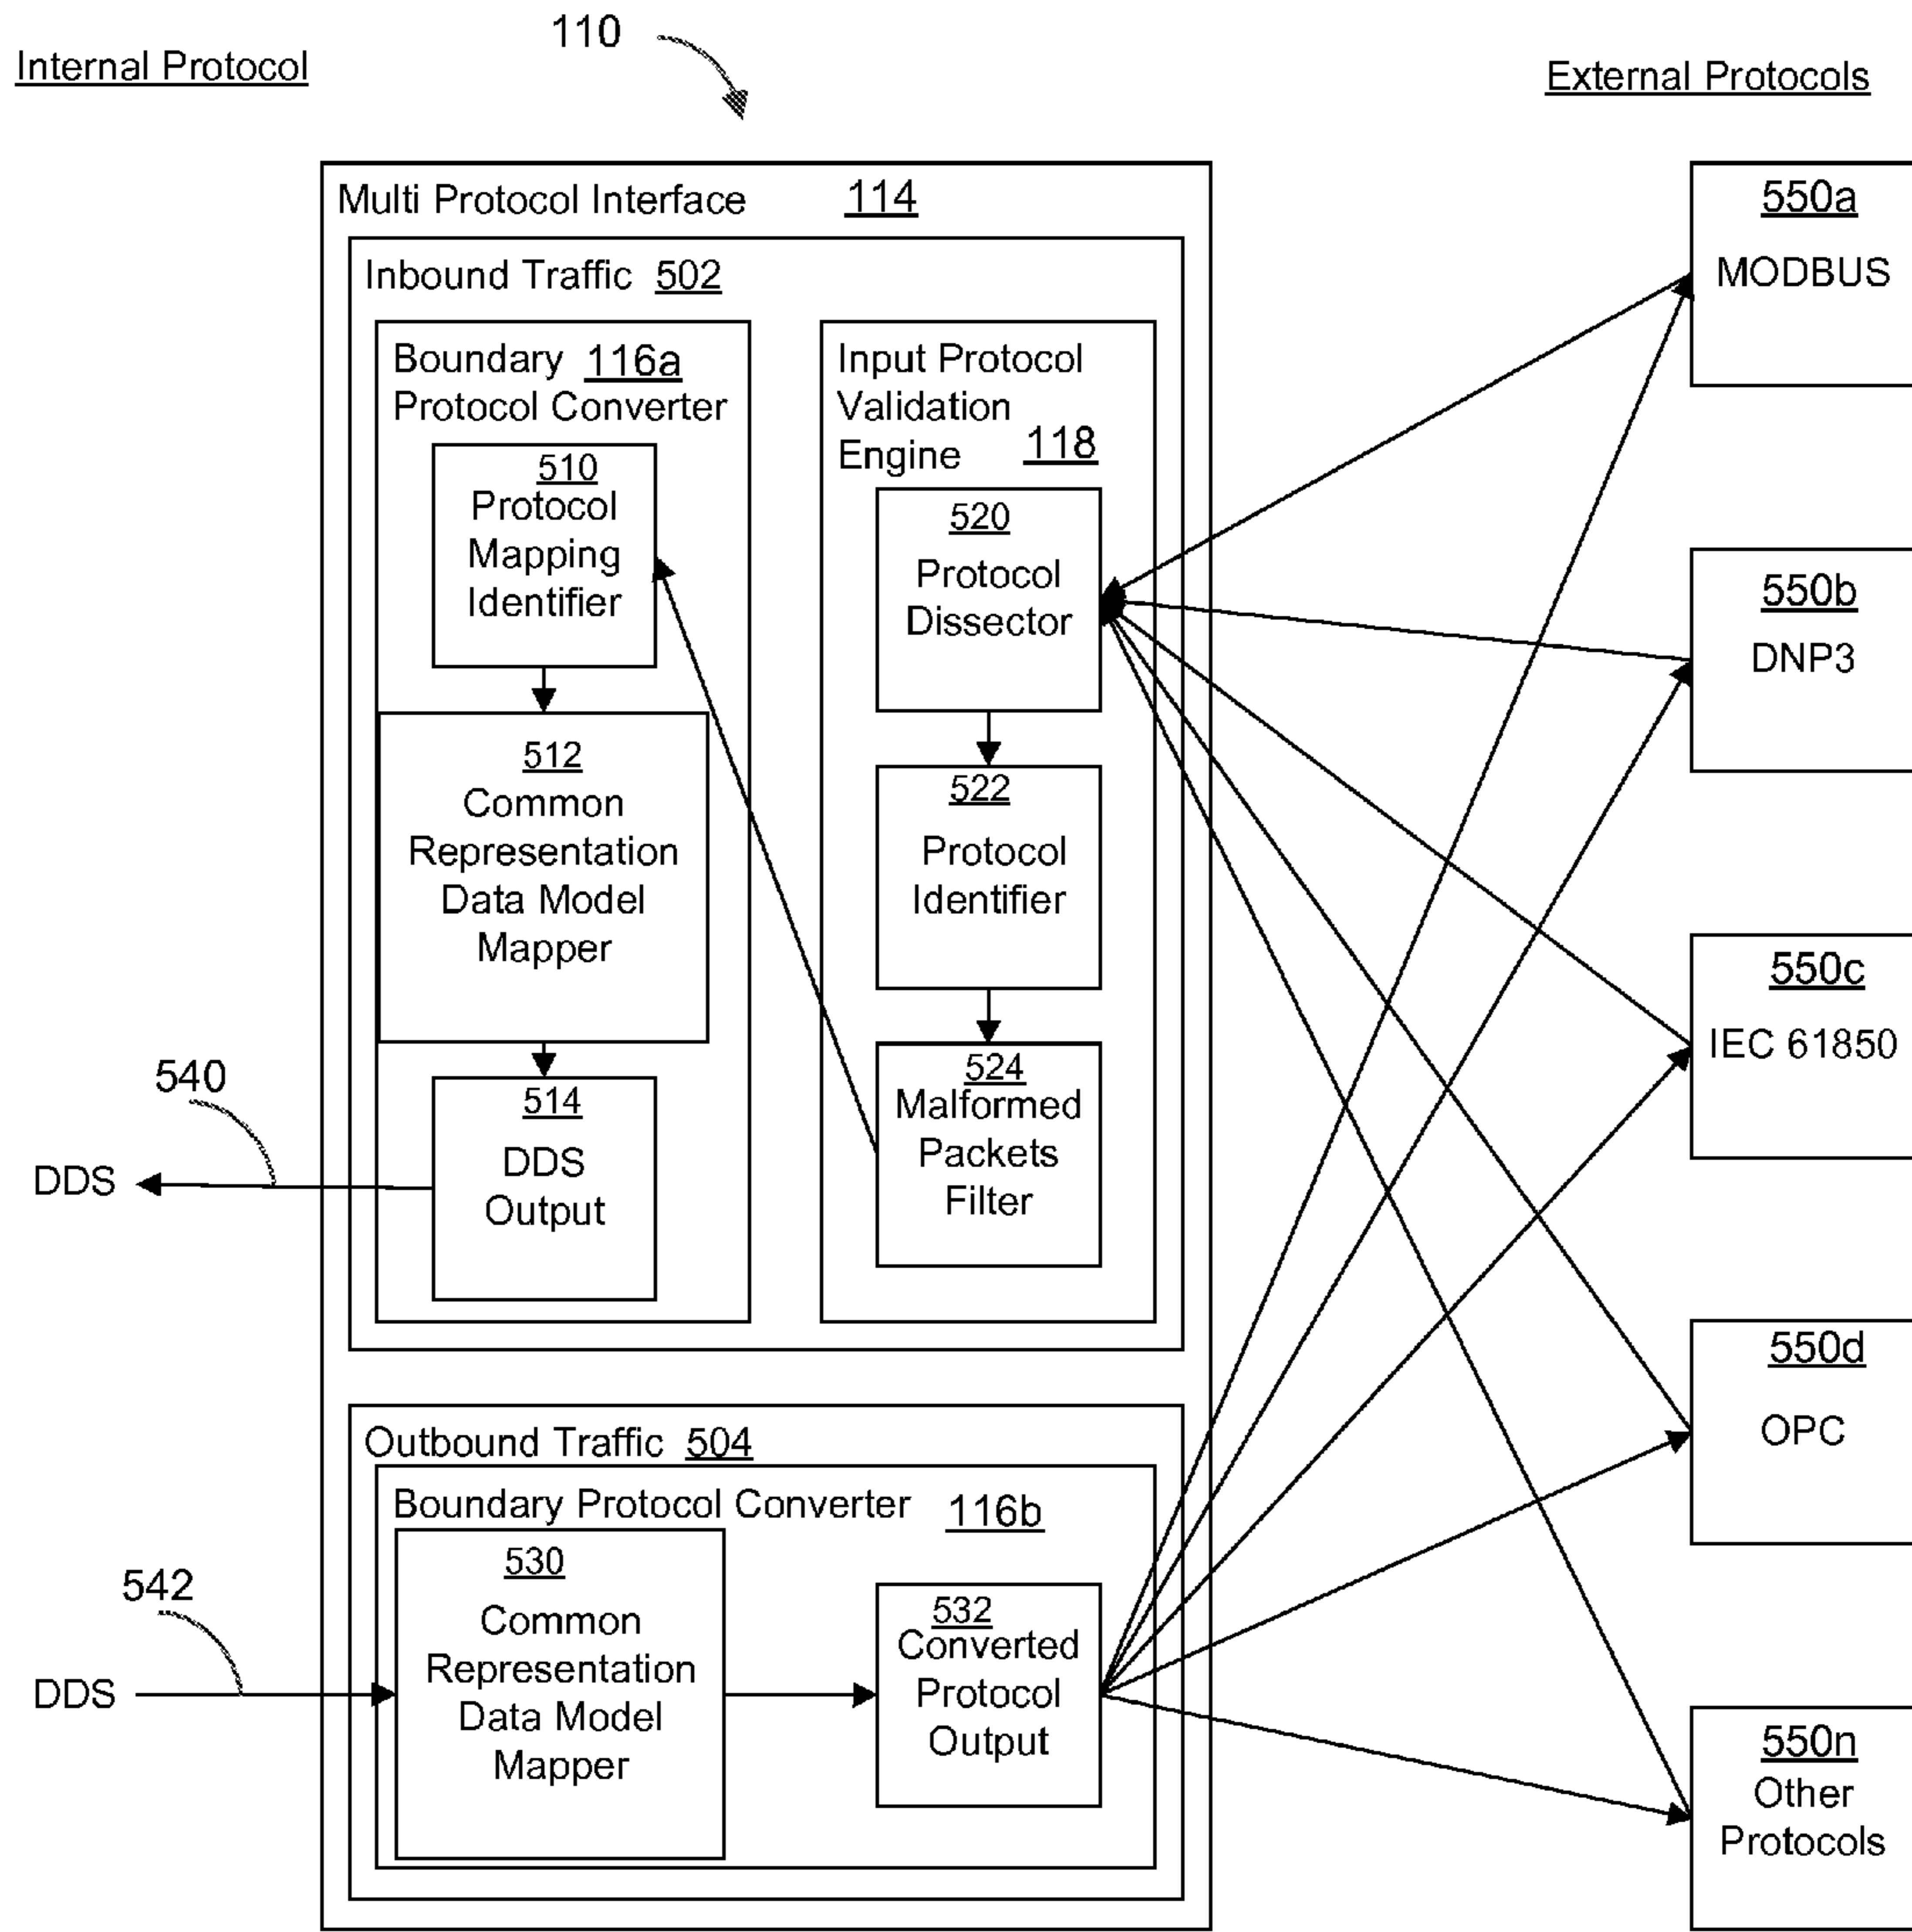 110
Internal Protocol
External Protocols
Multi Protocol Interface 114
Inbound Traffic 502
Boundary 116a
Protocol Converter
510
Protocol
Mapping
Identifier
512
Common
Representation
Data Model
Mapper
514
DDS
Output
540
DDS
Input Protocol
Validation
Engine 118
520
Protocol
Dissector
522
Protocol
Identifier
524
Malformed
Packets
Filter
Outbound Traffic 504
Boundary Protocol Converter 116b
530
Common
Representation
Data Model
Mapper
532
Converted
Protocol
Output
542
DDS
550a
MODBUS
550b
DNP3
550c
IEC 61850
550d
OPC
550n
Other
Protocols